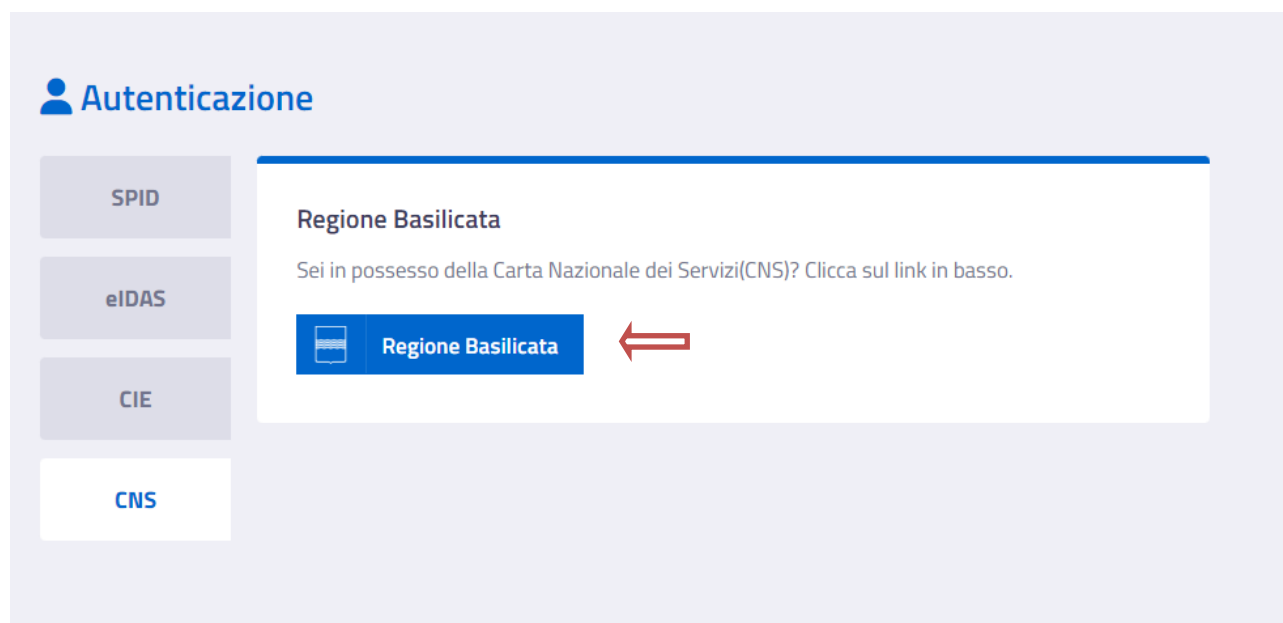 Autenticazione
SPID
eIDAS
CIE
CNS
Regione Basilicata
Sei in possesso della Carta Nazionale dei Servizi(CNS)? Clicca sul link in basso.
Regione Basilicata